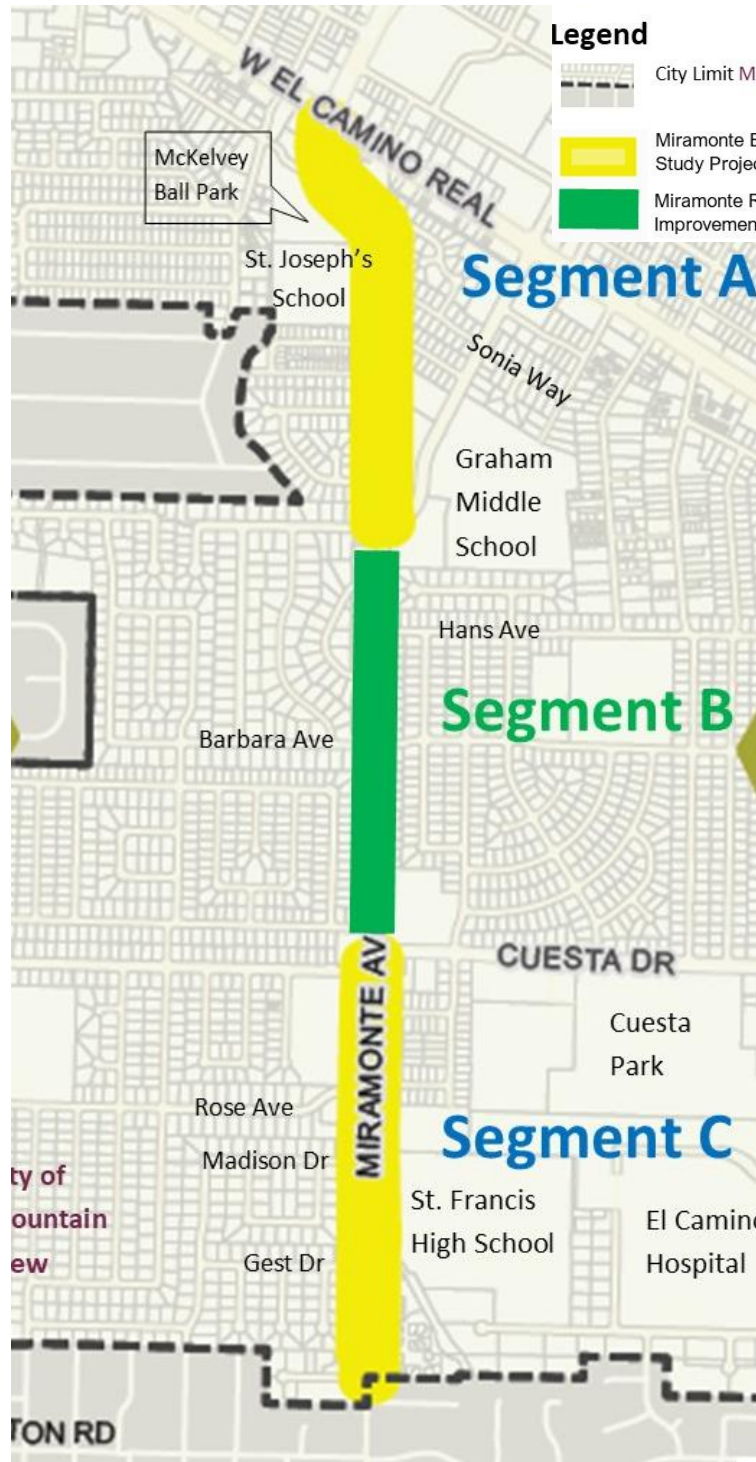 Legend
City Limit M
Miramonte B
Study Projec
Miramonte R
Improvemen
W EL CAMINO REAL
McKelvey
Ball Park
St. Joseph's
School
Segment A
Sonia Way
Graham
Middle
School
Hans Ave
Segment B
Barbara Ave
CUESTA DR
MIRAMONTE AV
Cuesta
Park
Rose Ave
Segment C
Madison Dr
ty of
ountain
ew
St. Francis
High School
El Camino
Hospital
Gest Dr
TON RD